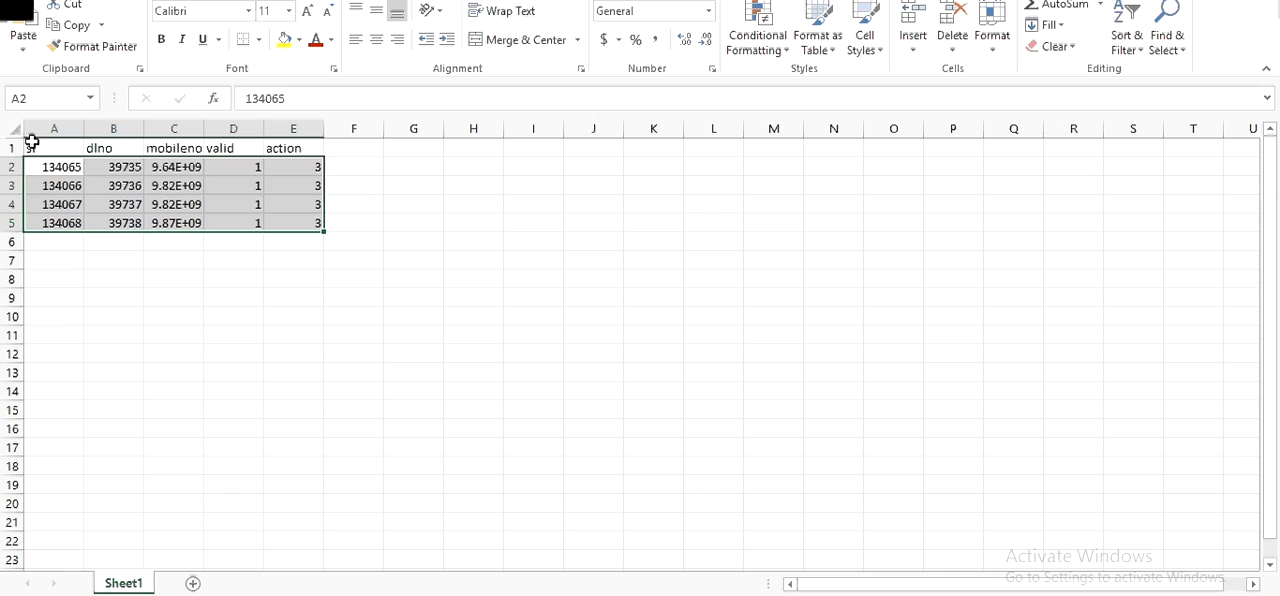 Cut
Calibri 11 Wrap Text General AutoSum
Paste Copy Conditional Format as Cell Insert Delete Format Fill Sort & Find &
Format Painter B I U Merge & Center $ % , Formatting Table Styles Clear Filter Select
Clipboard Font Alignment Number Styles Cells Editing
A2 fx 134065
A B C D E F G H I J K L M N O P Q R S T U
1 dlno mobileno valid action
2 134065 39735 9.64E+09 1 3
3 134066 39736 9.82E+09 1 3
4 134067 39737 9.82E+09 1 3
5 134068 39738 9.87E+09 1 3
6
7
8
9
10
11
12
13
14
15
16
17
18
19
20
21
22
23
Activate Windows
Go to Settings to activate Windows.
Sheet1